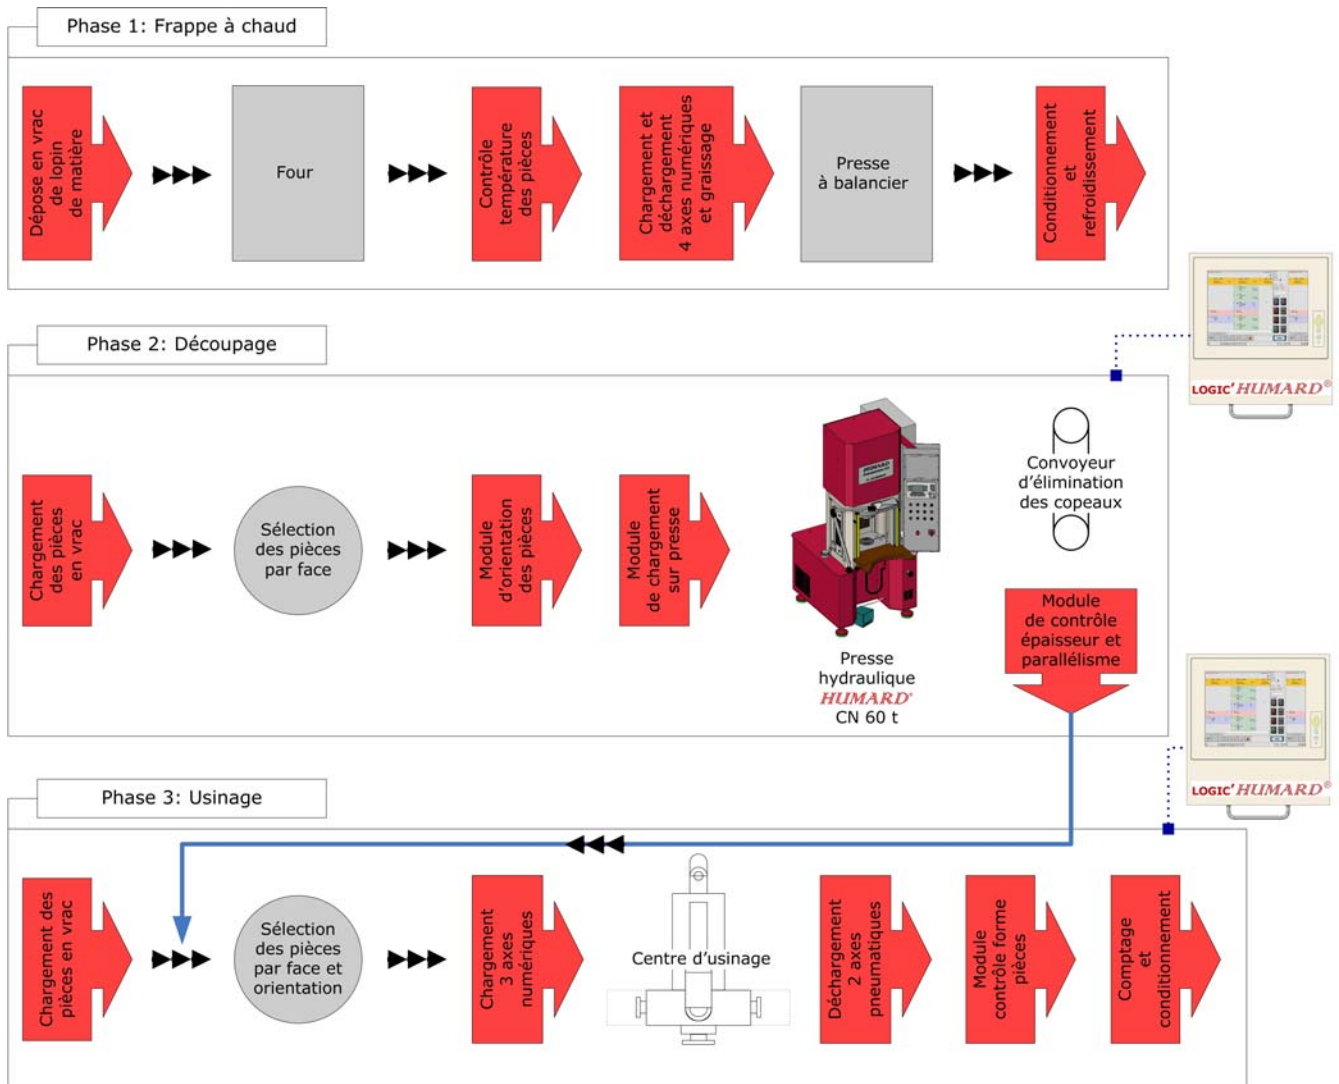 Phase 1: Frappe à chaud
Dépose en vrac
de lopin
de matière
Four
Contrôle
température
des pièces
Chargement et
déchargement
4 axes numériques
et graissage
Presse
à balancier
Conditionnement
et
refroidissement
Phase 2: Découpage
LOGIC'HUMARD®
Chargement
des pièces
en vrac
Sélection
des pièces
par face
Module
d'orientation
des pièces
Module
de chargement
sur presse
HUMARD
Presse
hydraulique
HUMARD®
CN 60 t
Convoyeur
d'élimination
des copeaux
Module
de contrôle
épaisseur et
parallélisme
LOGIC'HUMARD®
Phase 3: Usinage
Chargement des
pièces en vrac
Sélection
des pièces
par face et
orientation
Chargement
3 axes
numériques
Centre d'usinage
Déchargement
2 axes
pneumatiques
Module
contrôle forme
pièces
Comptage
et
conditionnement